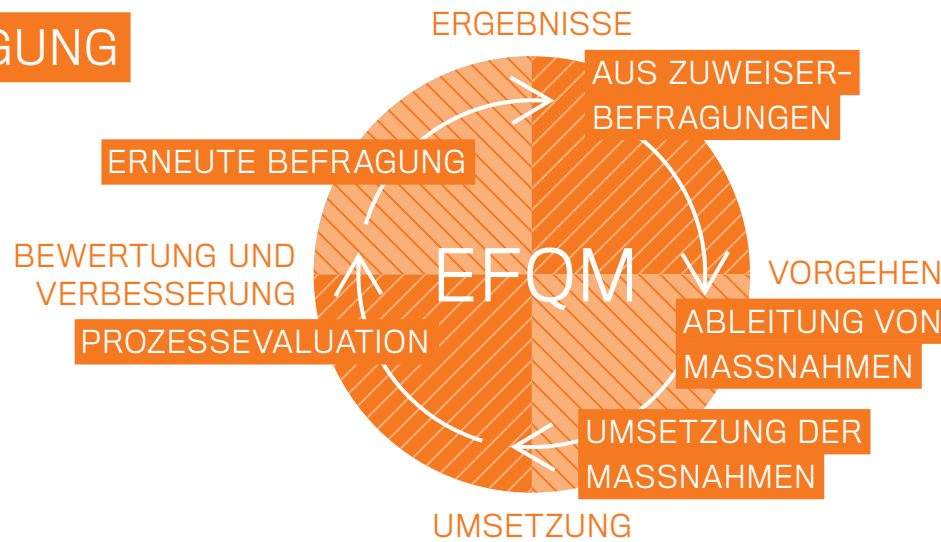 ERGEBNISSE
AUS ZUWEISER-
BEFRAGUNGEN
ERNEUTE BEFRAGUNG
BEWERTUNG UND
VERBESSERUNG
PROZESSEVALUATION
EFQM
VORGEHEN
ABLEITUNG VON
MASSNAHMEN
UMSETZUNG DER
MASSNAHMEN
UMSETZUNG